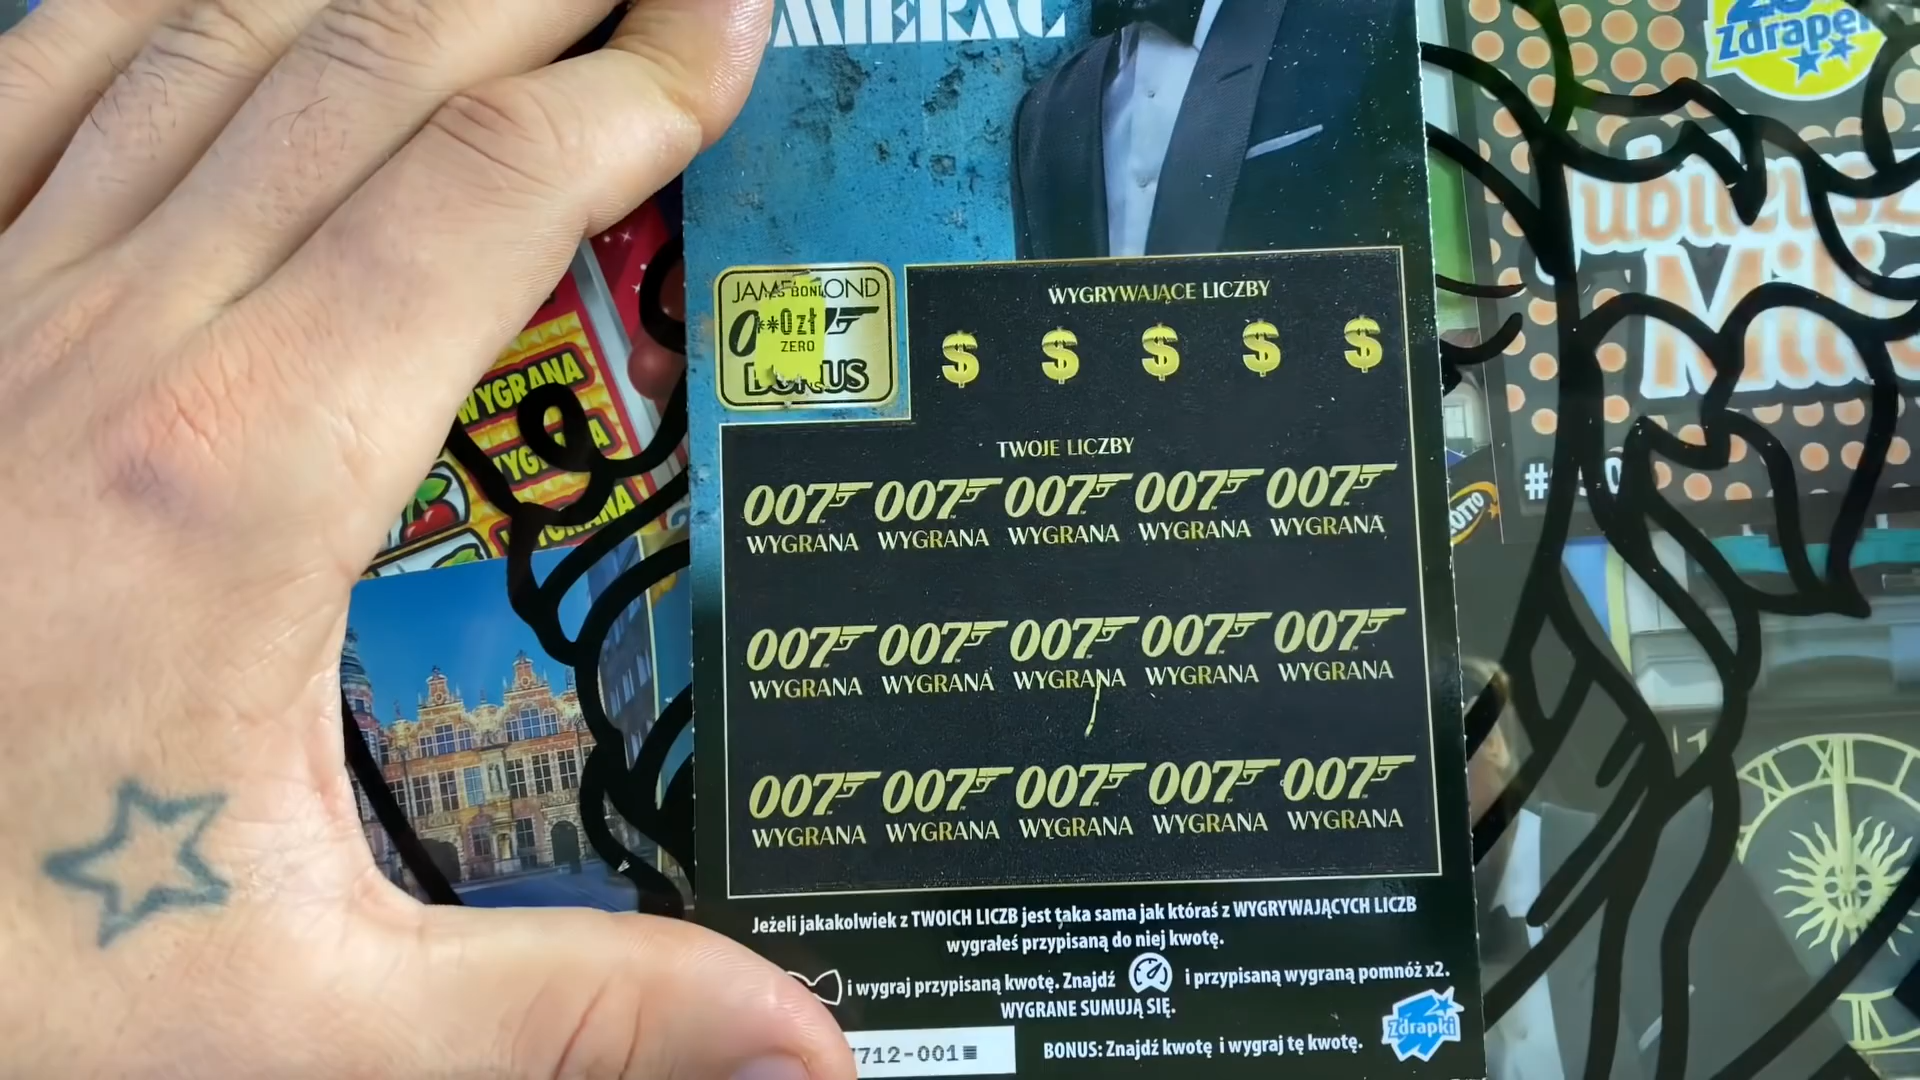 MIERAĆ
JAMES BOND
**0 zł
ZERO
BONUS
WYGRYWAJĄCE LICZBY
$ $ $ $ $
TWOJE LICZBY
007 007 007 007 007
WYGRANA WYGRANA WYGRANA WYGRANA WYGRANA
007 007 007 007 007
WYGRANA WYGRANA WYGRANA WYGRANA WYGRANA
007 007 007 007 007
WYGRANA WYGRANA WYGRANA WYGRANA WYGRANA
Jeżeli jakakolwiek z TWOICH LICZB jest taka sama jak któraś z WYGRYWAJĄCYCH LICZB
wygrałeś przypisaną do niej kwotę.
i wygraj przypisaną kwotę. Znajdź i przypisaną wygraną pomnóż x2.
WYGRANE SUMUJĄ SIĘ.
712-001
BONUS: Znajdź kwotę i wygraj tę kwotę.
Zdrapki
WYGRANA
WYGRANA
Zdrapki
LOTTO